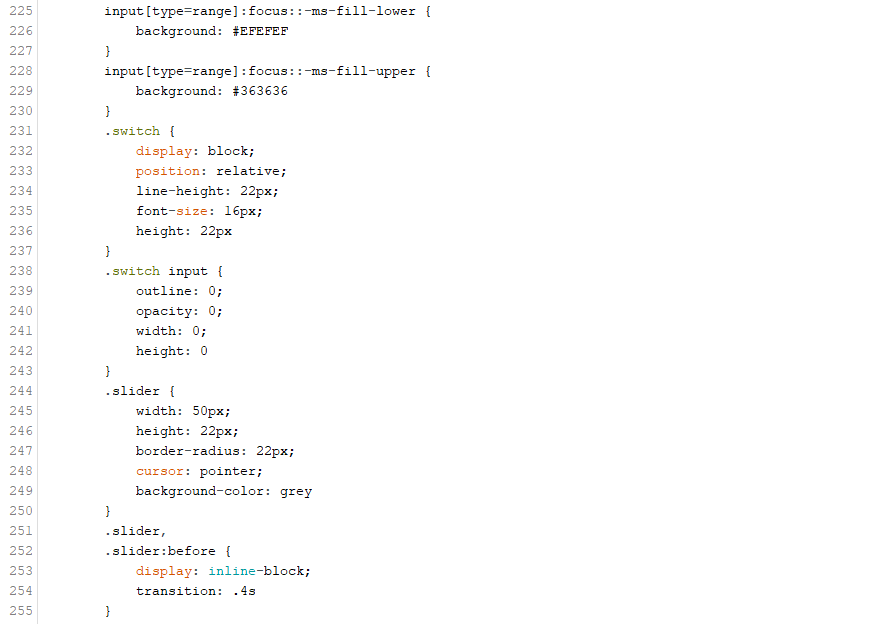 225 input[type=range]:focus::-ms-fill-lower {
226 background: #EFEFEF
227 }
228 input[type=range]:focus::-ms-fill-upper {
229 background: #363636
230 }
231 .switch {
232 display: block;
233 position: relative;
234 line-height: 22px;
235 font-size: 16px;
236 height: 22px
237 }
238 .switch input {
239 outline: 0;
240 opacity: 0;
241 width: 0;
242 height: 0
243 }
244 .slider {
245 width: 50px;
246 height: 22px;
247 border-radius: 22px;
248 cursor: pointer;
249 background-color: grey
250 }
251 .slider,
252 .slider:before {
253 display: inline-block;
254 transition: .4s
255 }